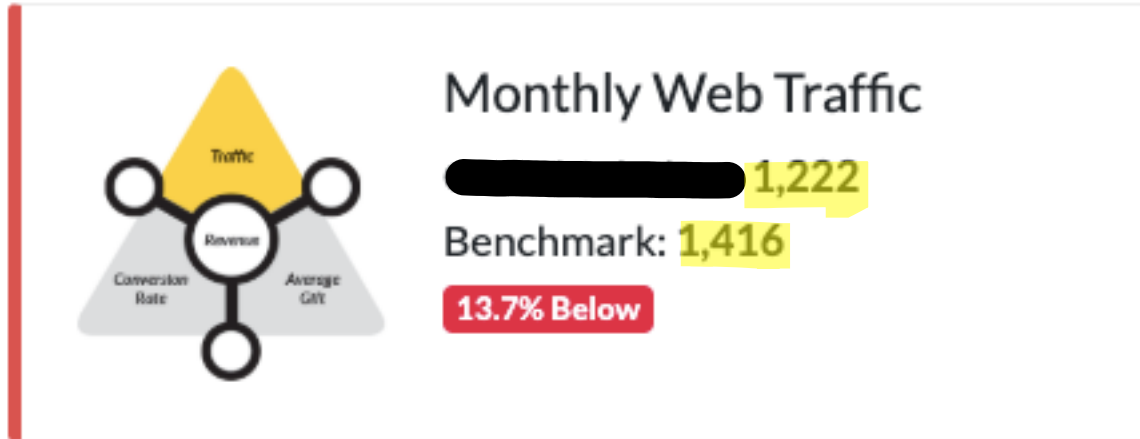 Traffic
Revenue
Conversion
Rate
Average
Gift
Monthly Web Traffic
1,222
Benchmark: 1,416
13.7% Below